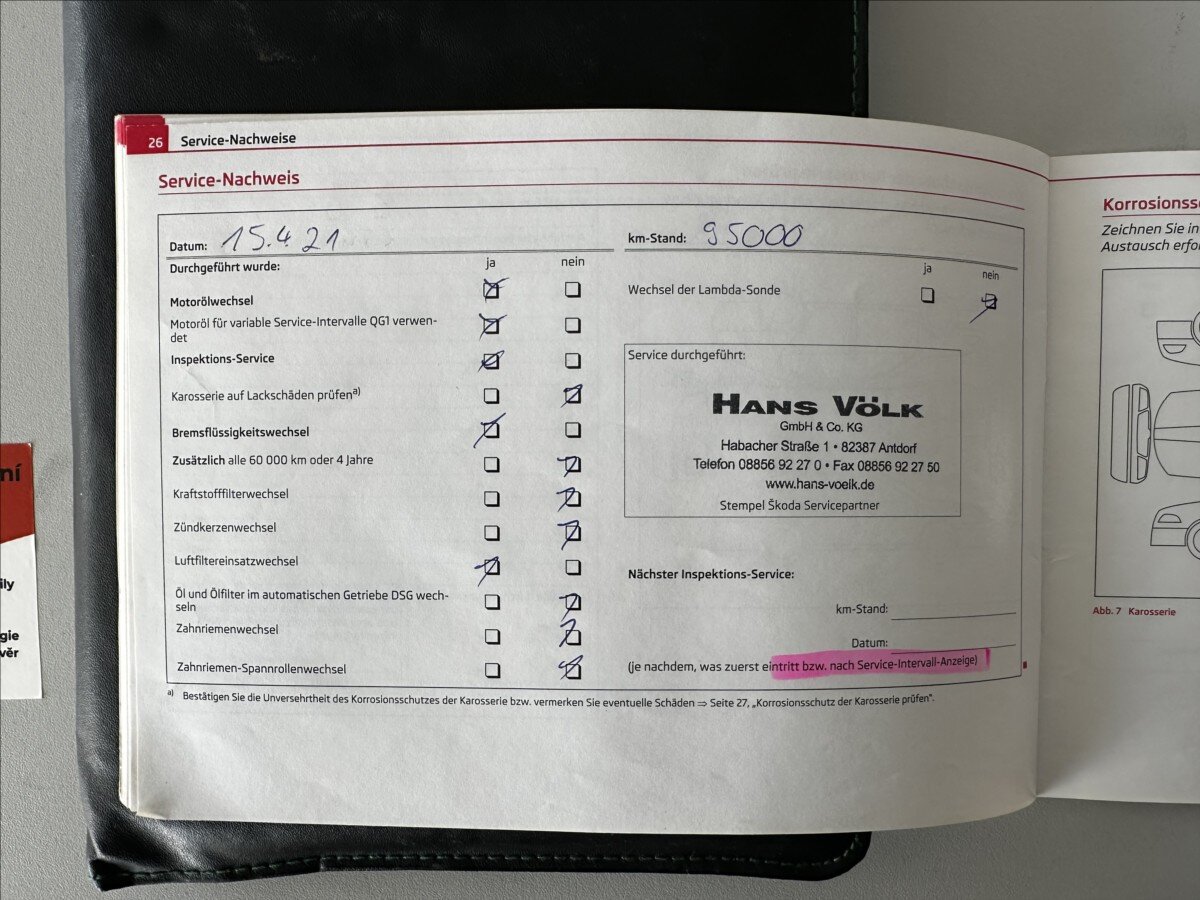 26 Service-Nachweise
Service-Nachweis
Datum: 15.4.21
km-Stand: 95000
Durchgeführt wurde:
ja nein
Motorölwechsel
Motoröl für variable Service-Intervalle QG1 verwen-
det
Inspektions-Service
Karosserie auf Lackschäden prüfen a)
Bremsflüssigkeitswechsel
Zusätzlich alle 60 000 km oder 4 Jahre
Kraftstofffilterwechsel
Zündkerzenwechsel
Luftfiltereinsatzwechsel
Öl und Ölfilter im automatischen Getriebe DSG wech-
seln
Zahnriemenwechsel
Zahnriemen-Spannrollenwechsel
ja nein
Wechsel der Lambda-Sonde
Service durchgeführt:
HANS VÖLK
GmbH & Co. KG
Habacher Straße 1 • 82387 Antdorf
Telefon 08856 92 27 0 • Fax 08856 92 27 50
www.hans-voelk.de
Stempel Škoda Servicepartner
Nächster Inspektions-Service:
km-Stand:
Datum:
(je nachdem, was zuerst eintritt bzw. nach Service-Intervall-Anzeige)
a) Bestätigen Sie die Unversehrtheit des Korrosionsschutzes der Karosserie bzw. vermerken Sie eventuelle Schäden ⇒ Seite 27, „Korrosionsschutz der Karosserie prüfen".
Korrosionss
Zeichnen Sie in
Austausch erfo
Abb. 7 Karosserie
ní
ily
gie
věr